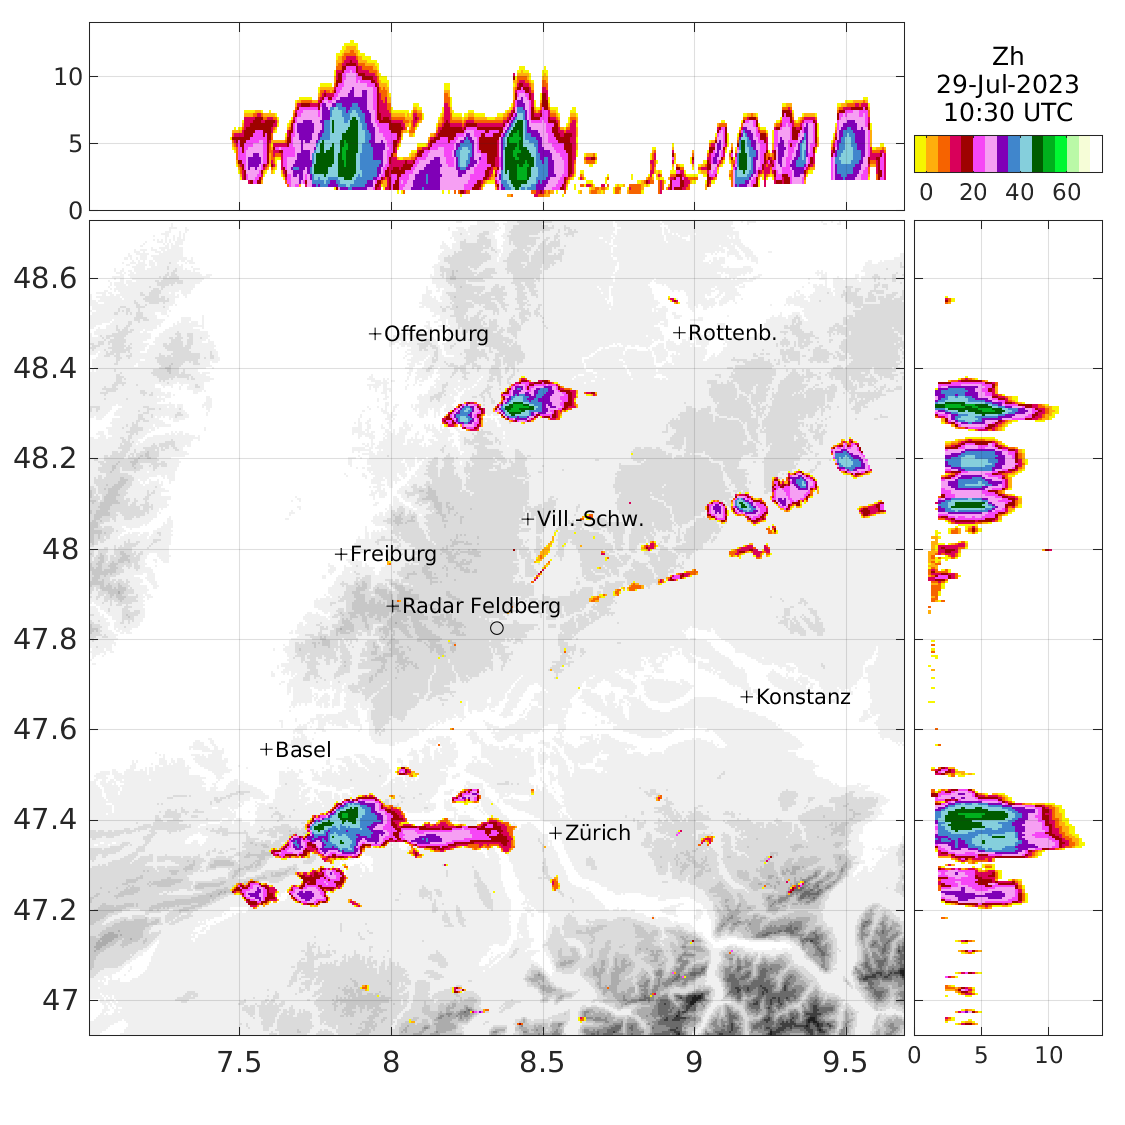 10
5
0
Zh
29-Jul-2023
10:30 UTC
0 20 40 60
48.6
48.4
48.2
48
47.8
47.6
47.4
47.2
47
+Offenburg
+Rottenb.
+Vill.-Schw.
+Freiburg
+Radar Feldberg
+Konstanz
+Basel
+Zürich
7.5 8 8.5 9 9.5
0 5 10